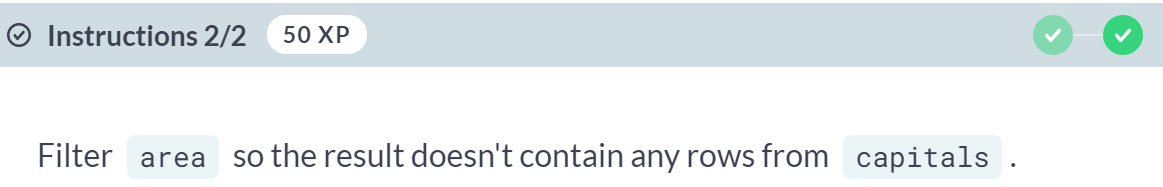 Instructions 2/2 50 XP
Filter area so the result doesn't contain any rows from capitals .